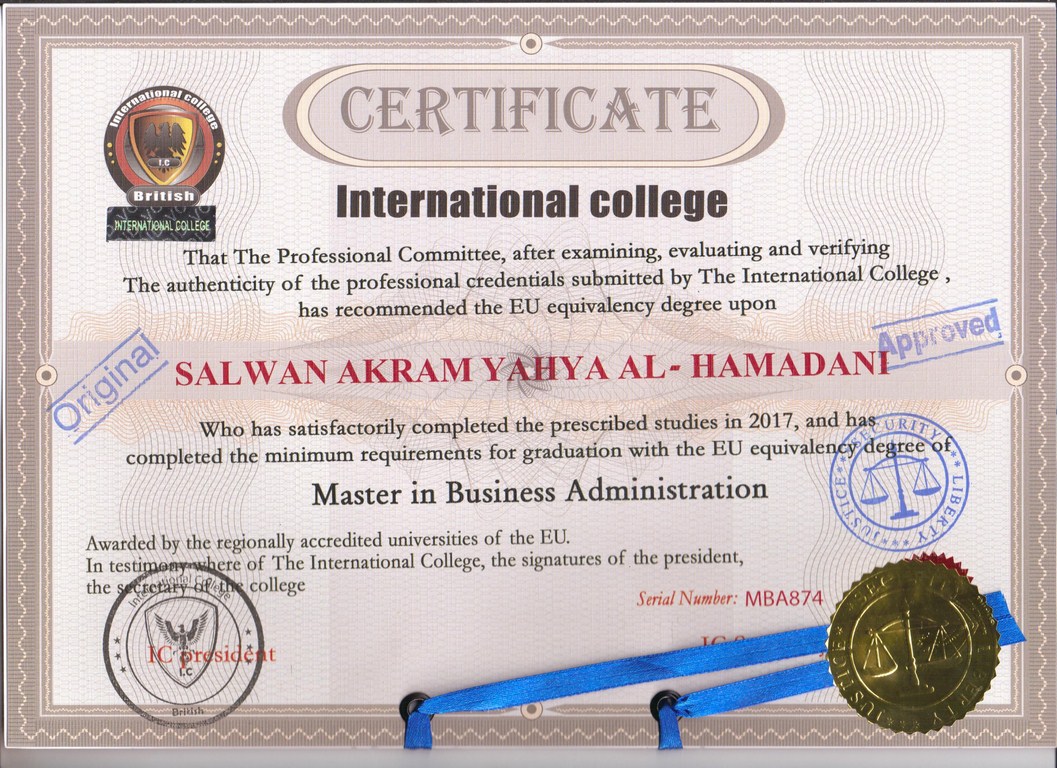 CERTIFICATE
International college
I.C
British
INTERNATIONAL COLLEGE
International college
That The Professional Committee, after examining, evaluating and verifying
The authenticity of the professional credentials submitted by The International College ,
has recommended the EU equivalency degree upon
Original
Approved
SALWAN AKRAM YAHYA AL- HAMADANI
Who has satisfactorily completed the prescribed studies in 2017, and has
completed the minimum requirements for graduation with the EU equivalency degree of
SECURITY
JUSTICE
LIBERTY
Master in Business Administration
Awarded by the regionally accredited universities of the EU.
In testimony where of The International College, the signatures of the president,
the secretary of the college
Serial Number: MBA874
International College
I.C
British
IC president
SECURITY
JUSTICE